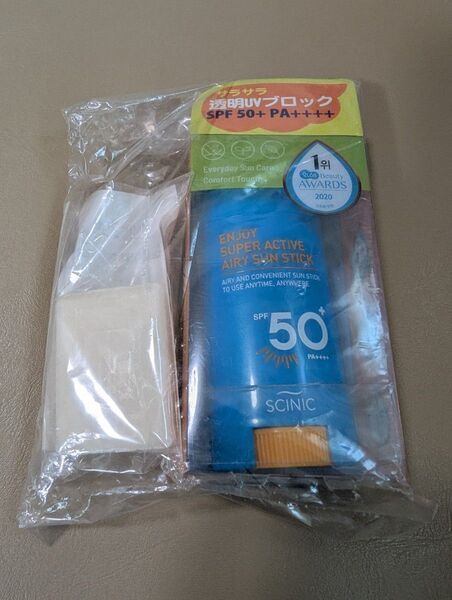 サラサラ
透明UVブロック
SPF 50+ PA++++
Everyday Sun Care,
Comfort Touch
1위
Beauty
AWARDS
2020
ENJOY
SUPER ACTIVE
AIRY SUN STICK
AIRY AND CONVENIENT SUN STICK
TO USE ANYTIME, ANYWHERE.
SPF 50+
PA++++
SCINIC